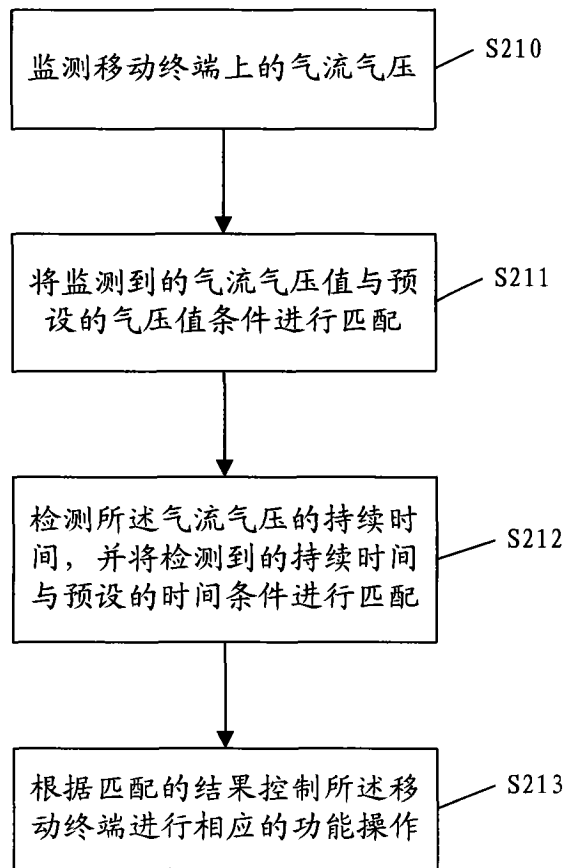 监测移动终端上的气流气压
S210
将监测到的气流气压值与预
设的气压值条件进行匹配
S211
检测所述气流气压的持续时
间，并将检测到的持续时间
与预设的时间条件进行匹配
S212
根据匹配的结果控制所述移
动终端进行相应的功能操作
S213